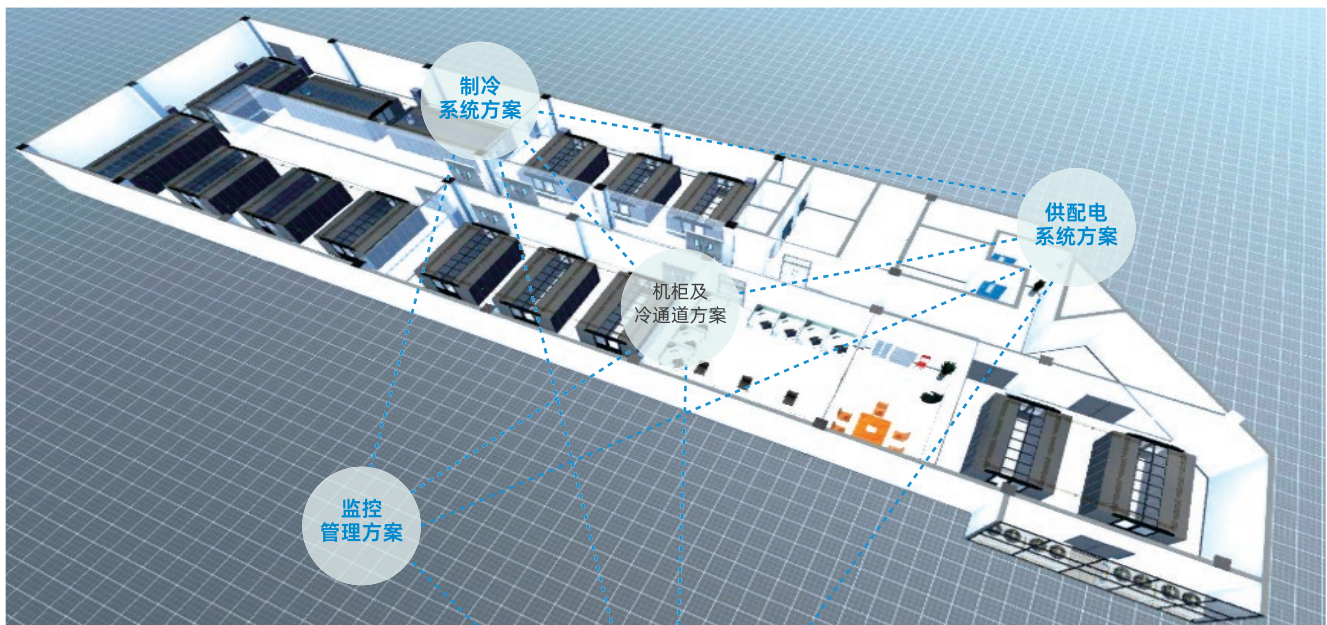 制冷
系统方案
供配电
系统方案
机柜及
冷通道方案
监控
管理方案